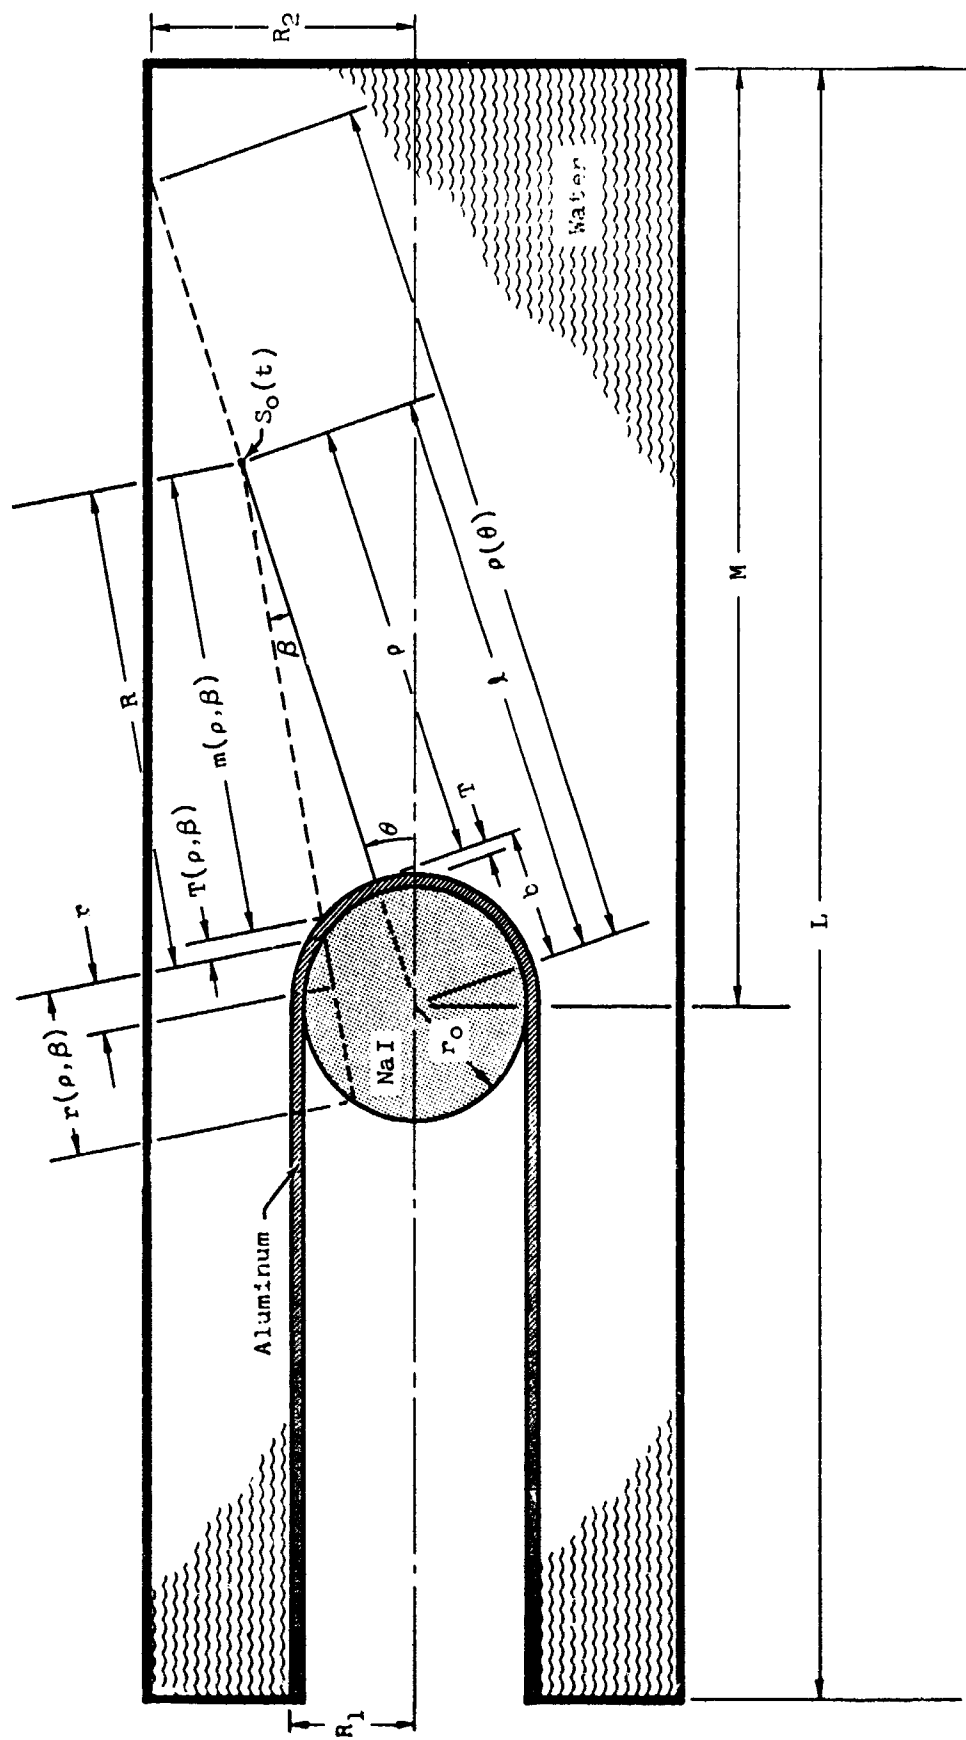 R₂
Water
S₀(t)
R
m(ρ,β)
T(ρ,β)
r
r(ρ,β)
β
θ
ρ
T
ρ(θ)
NaI
r₀
Aluminum
M
L
R₁